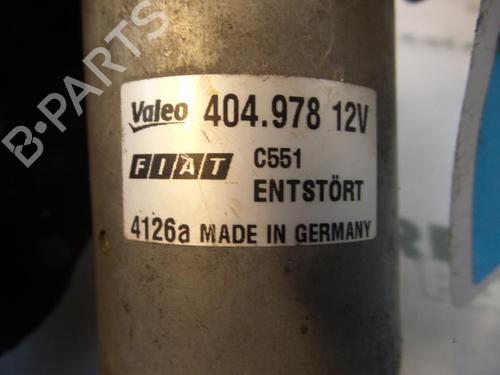 B-PARTS
Valeo 404.978 12V
FIAT C551
ENTSTÖRT
4126a MADE IN GERMANY